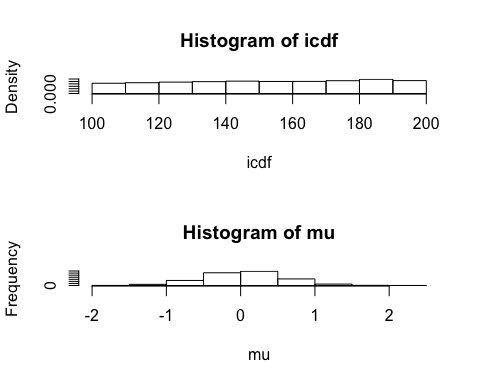 Histogram of icdf
Density
0.000
100 120 140 160 180 200
icdf
Histogram of mu
Frequency
0
-2 -1 0 1 2
mu